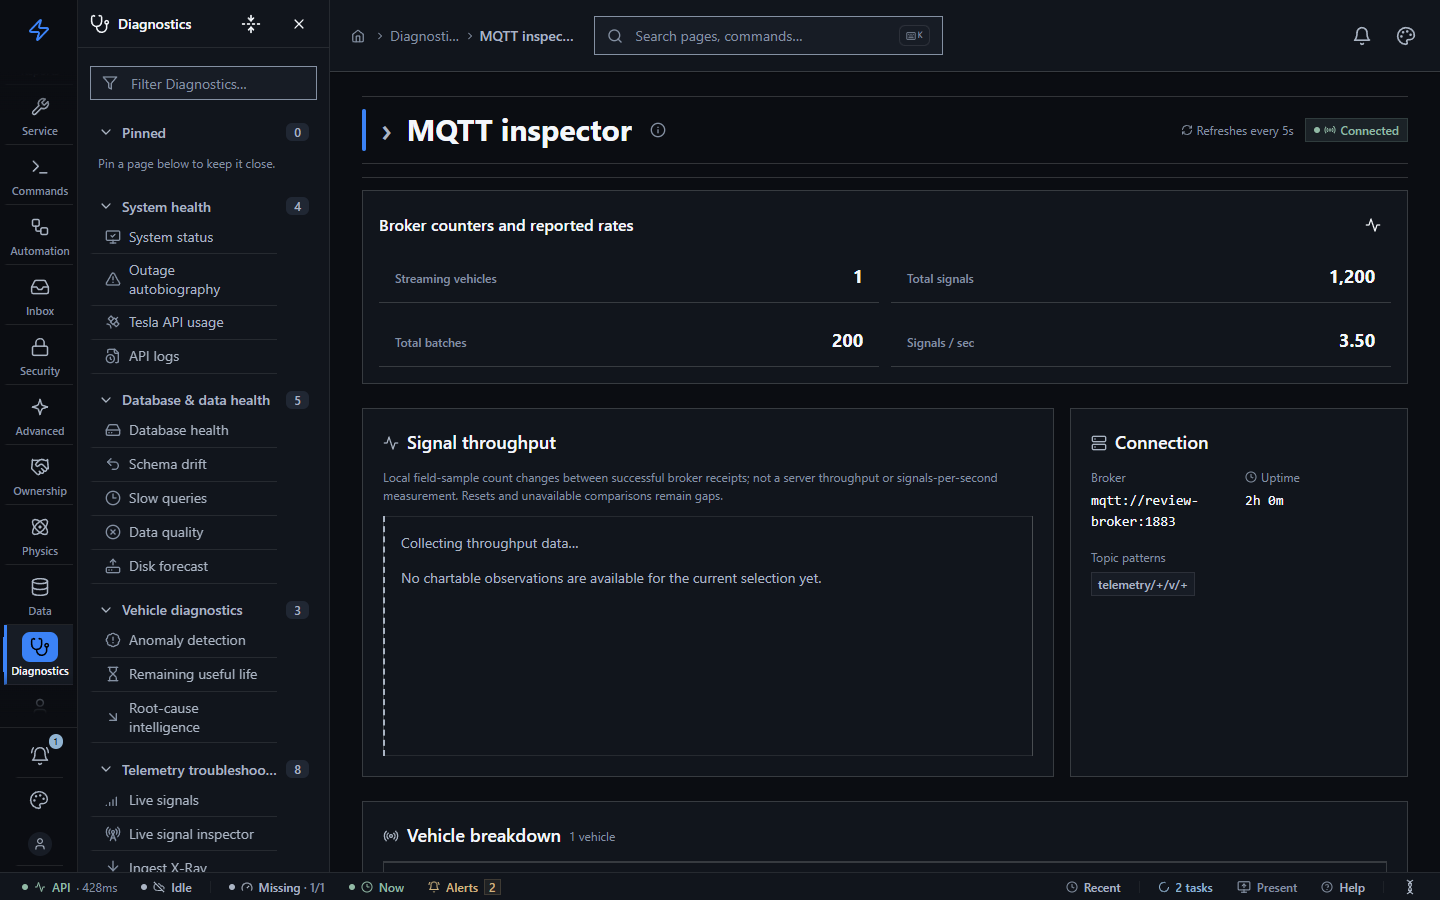 Diagnostics
Diagnosti...
MQTT inspec...
Search pages, commands...
K
Filter Diagnostics...
Service
Commands
Automation
Inbox
Security
Advanced
Ownership
Physics
Data
Diagnostics
1
Pinned
0
Pin a page below to keep it close.
System health
4
System status
Outage
autobiography
Tesla API usage
API logs
Database & data health
5
Database health
Schema drift
Slow queries
Data quality
Disk forecast
Vehicle diagnostics
3
Anomaly detection
Remaining useful life
Root-cause
intelligence
Telemetry troubleshoo...
8
Live signals
Live signal inspector
Ingest X-Ray
MQTT inspector
Refreshes every 5s
Connected
Broker counters and reported rates
Streaming vehicles
1
Total signals
1,200
Total batches
200
Signals / sec
3.50
Signal throughput
Local field-sample count changes between successful broker receipts; not a server throughput or signals-per-second
measurement. Resets and unavailable comparisons remain gaps.
Collecting throughput data...
No chartable observations are available for the current selection yet.
Connection
Broker
Uptime
mqtt://review-
broker:1883
2h 0m
Topic patterns
telemetry/+/v/+
Vehicle breakdown
1 vehicle
API · 428ms
Idle
Missing · 1/1
Now
Alerts
2
Recent
2 tasks
Present
Help